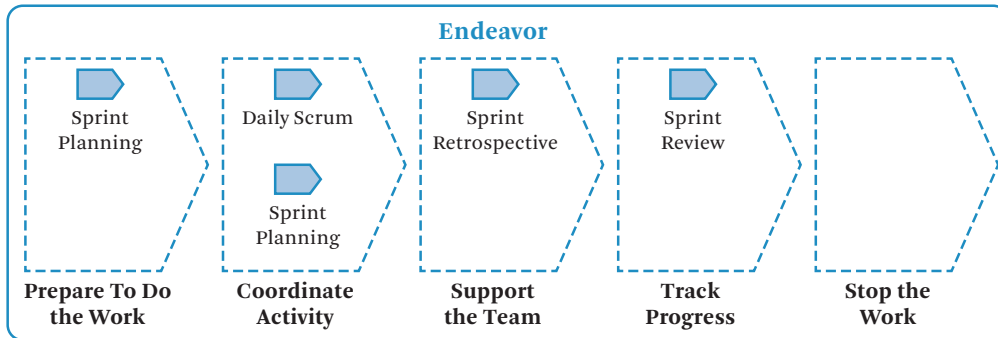 Endeavor
Sprint
Planning
Daily Scrum
Sprint
Planning
Sprint
Retrospective
Sprint
Review
Prepare To Do
the Work
Coordinate
Activity
Support
the Team
Track
Progress
Stop the
Work